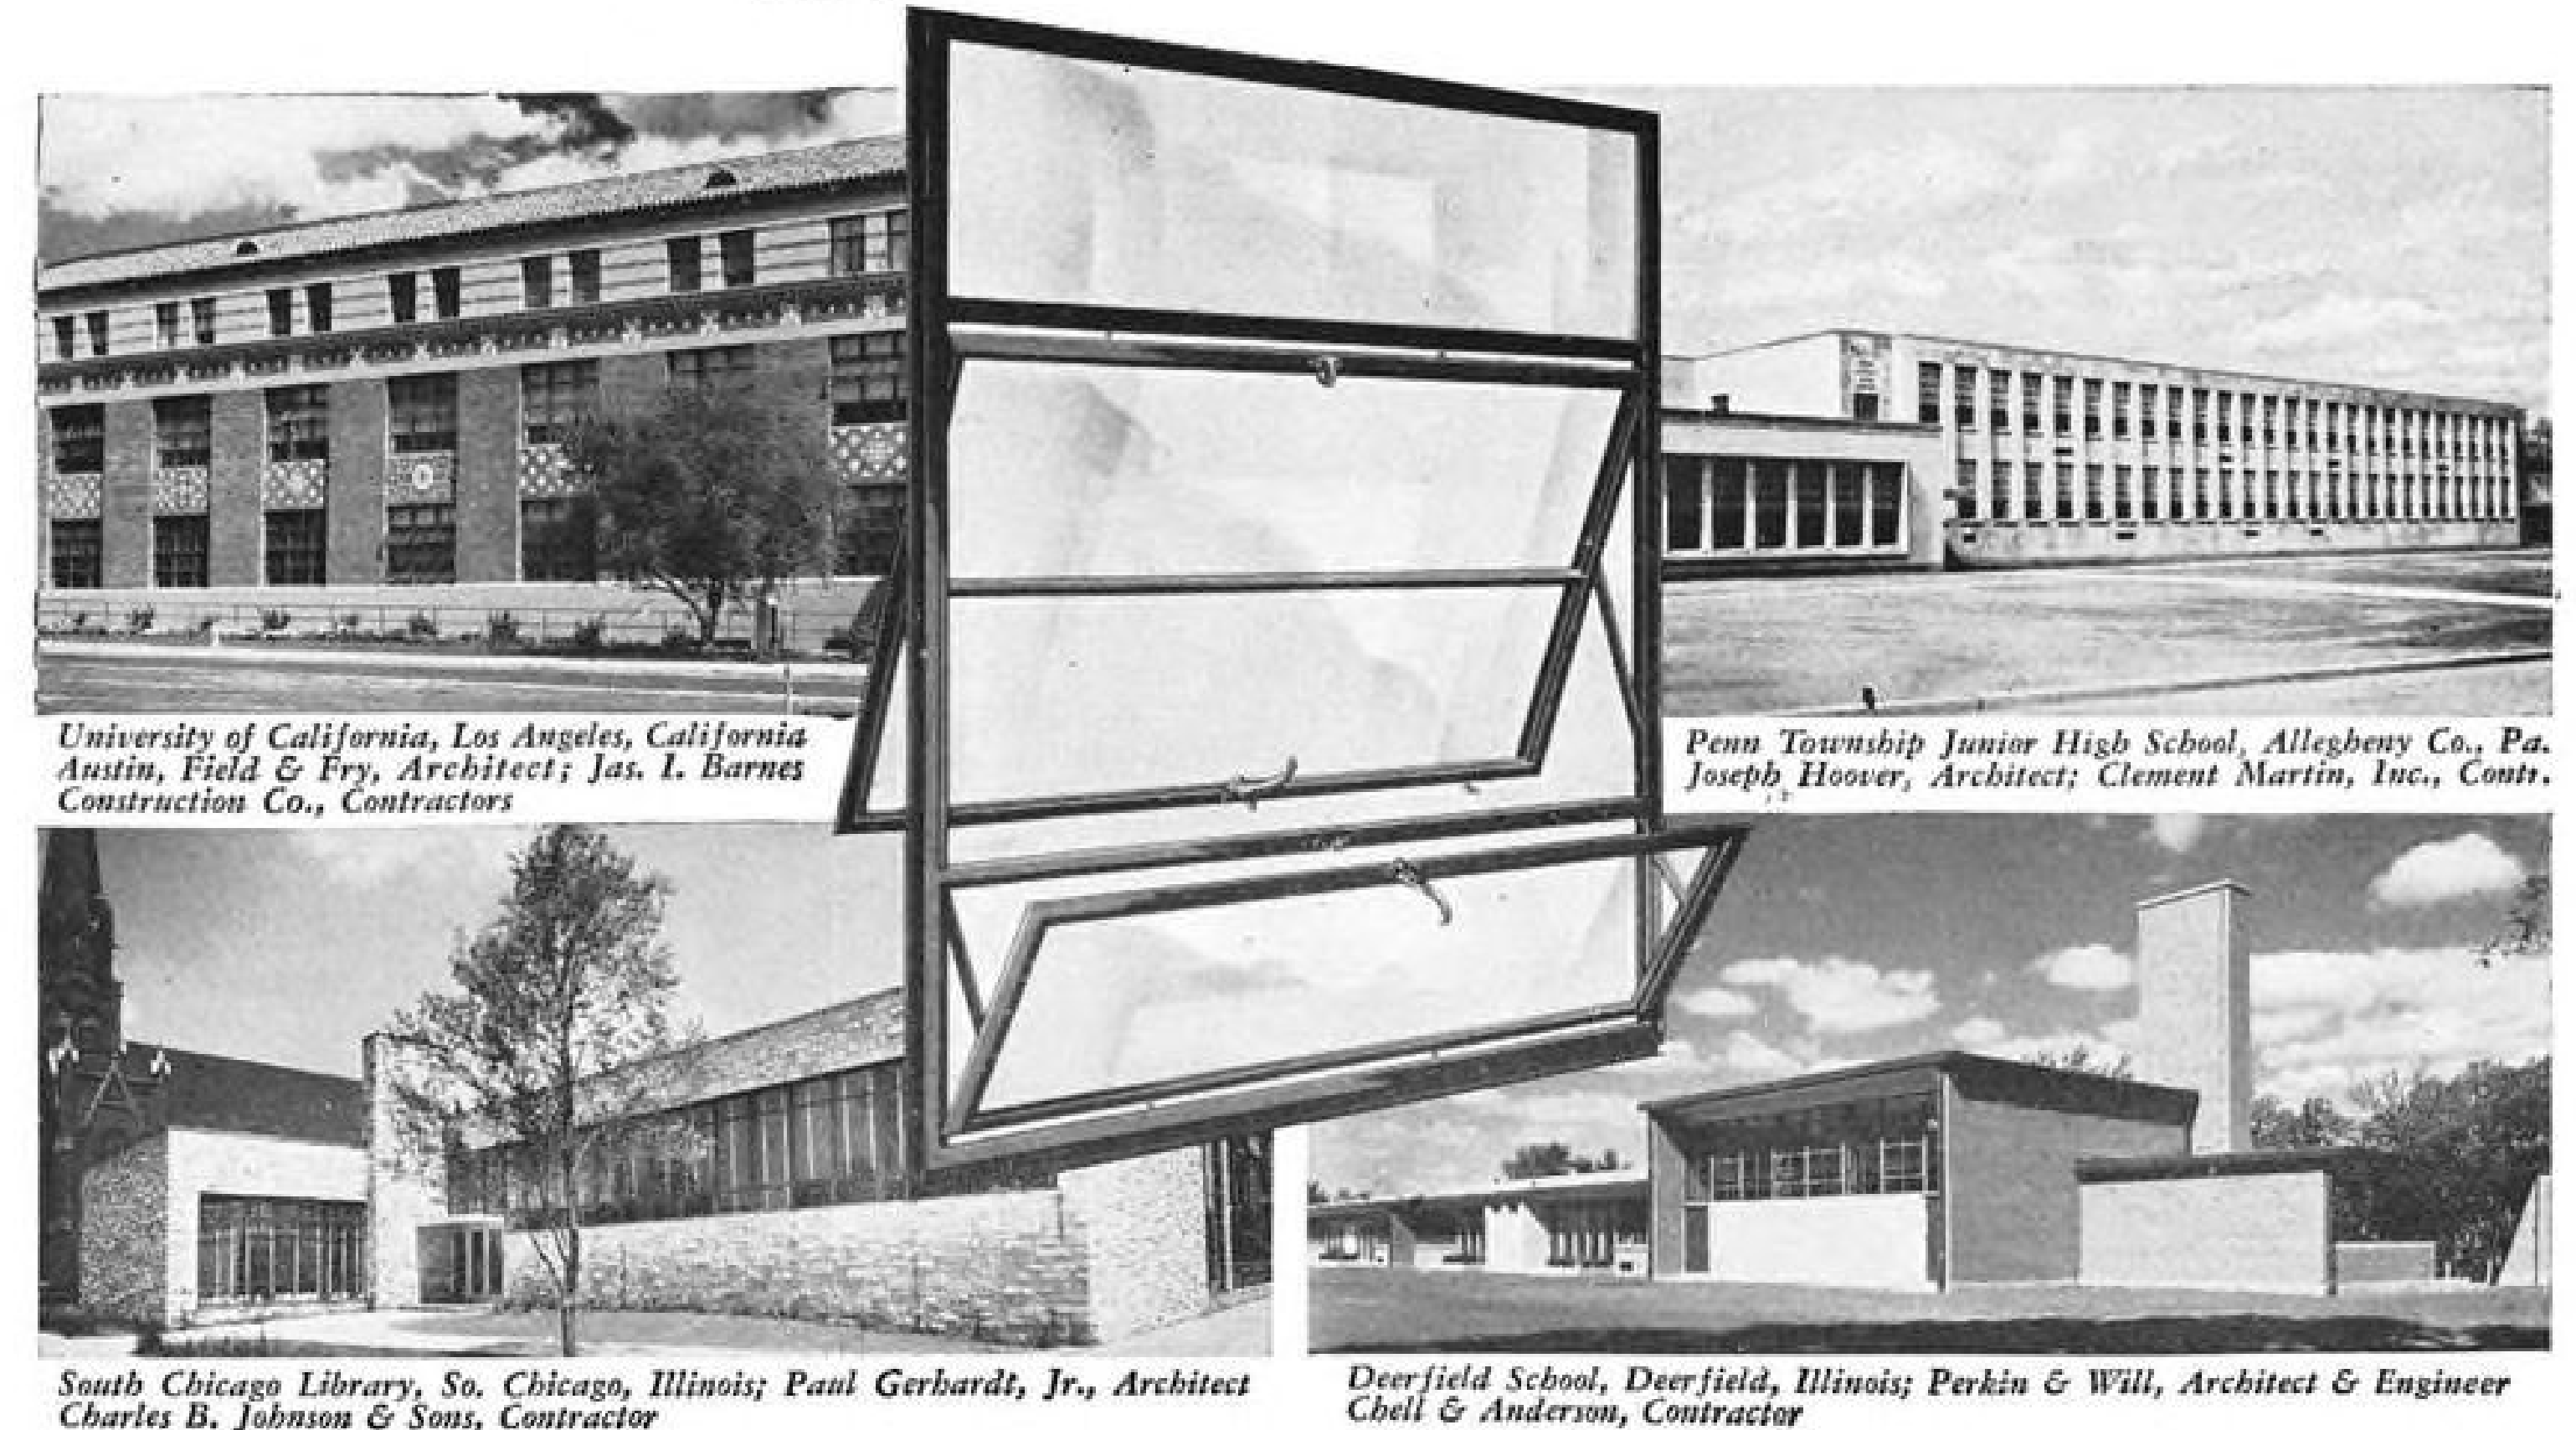 University of California, Los Angeles, California
Austin, Field & Fry, Architect; Jas. I. Barnes
Construction Co., Contractors
Penn Township Junior High School, Allegheny Co., Pa.
Joseph Hoover, Architect; Clement Martin, Inc., Contr.
South Chicago Library, So. Chicago, Illinois; Paul Gerhardt, Jr., Architect
Charles B. Johnson & Sons, Contractor
Deerfield School, Deerfield, Illinois; Perkin & Will, Architect & Engineer
Chell & Anderson, Contractor